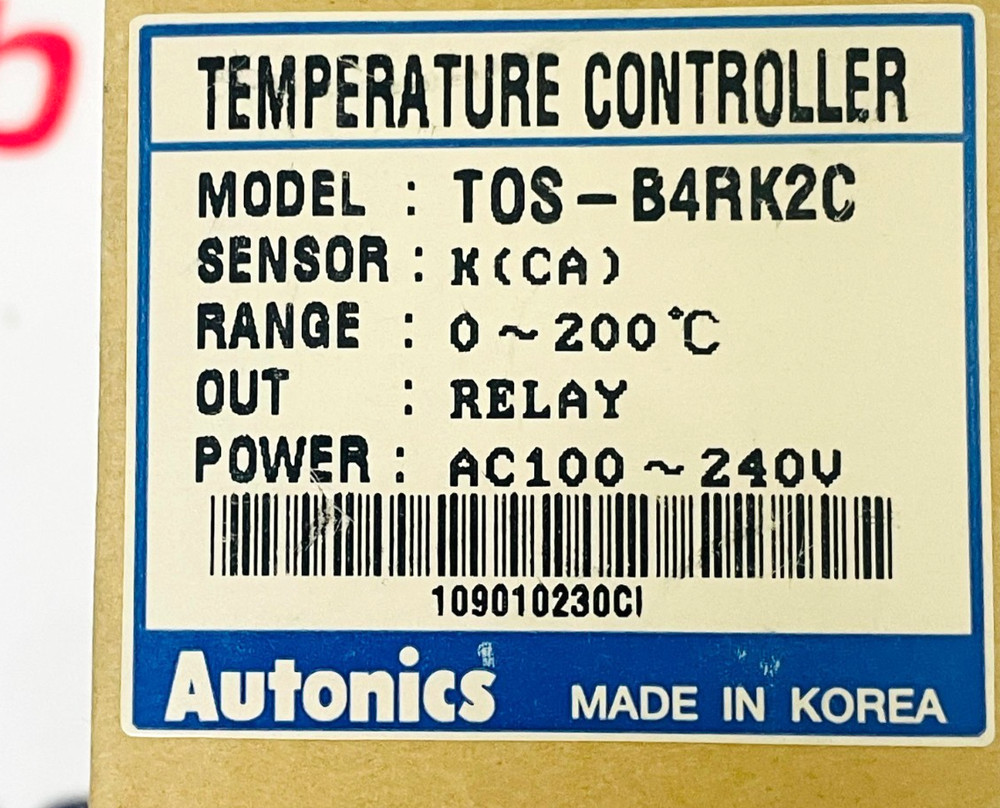 TEMPERATURE CONTROLLER
MODEL : TOS-B4RK2C
SENSOR : K(CA)
RANGE : 0~200℃
OUT : RELAY
POWER : AC100~240V
109010230CI
Autonics MADE IN KOREA